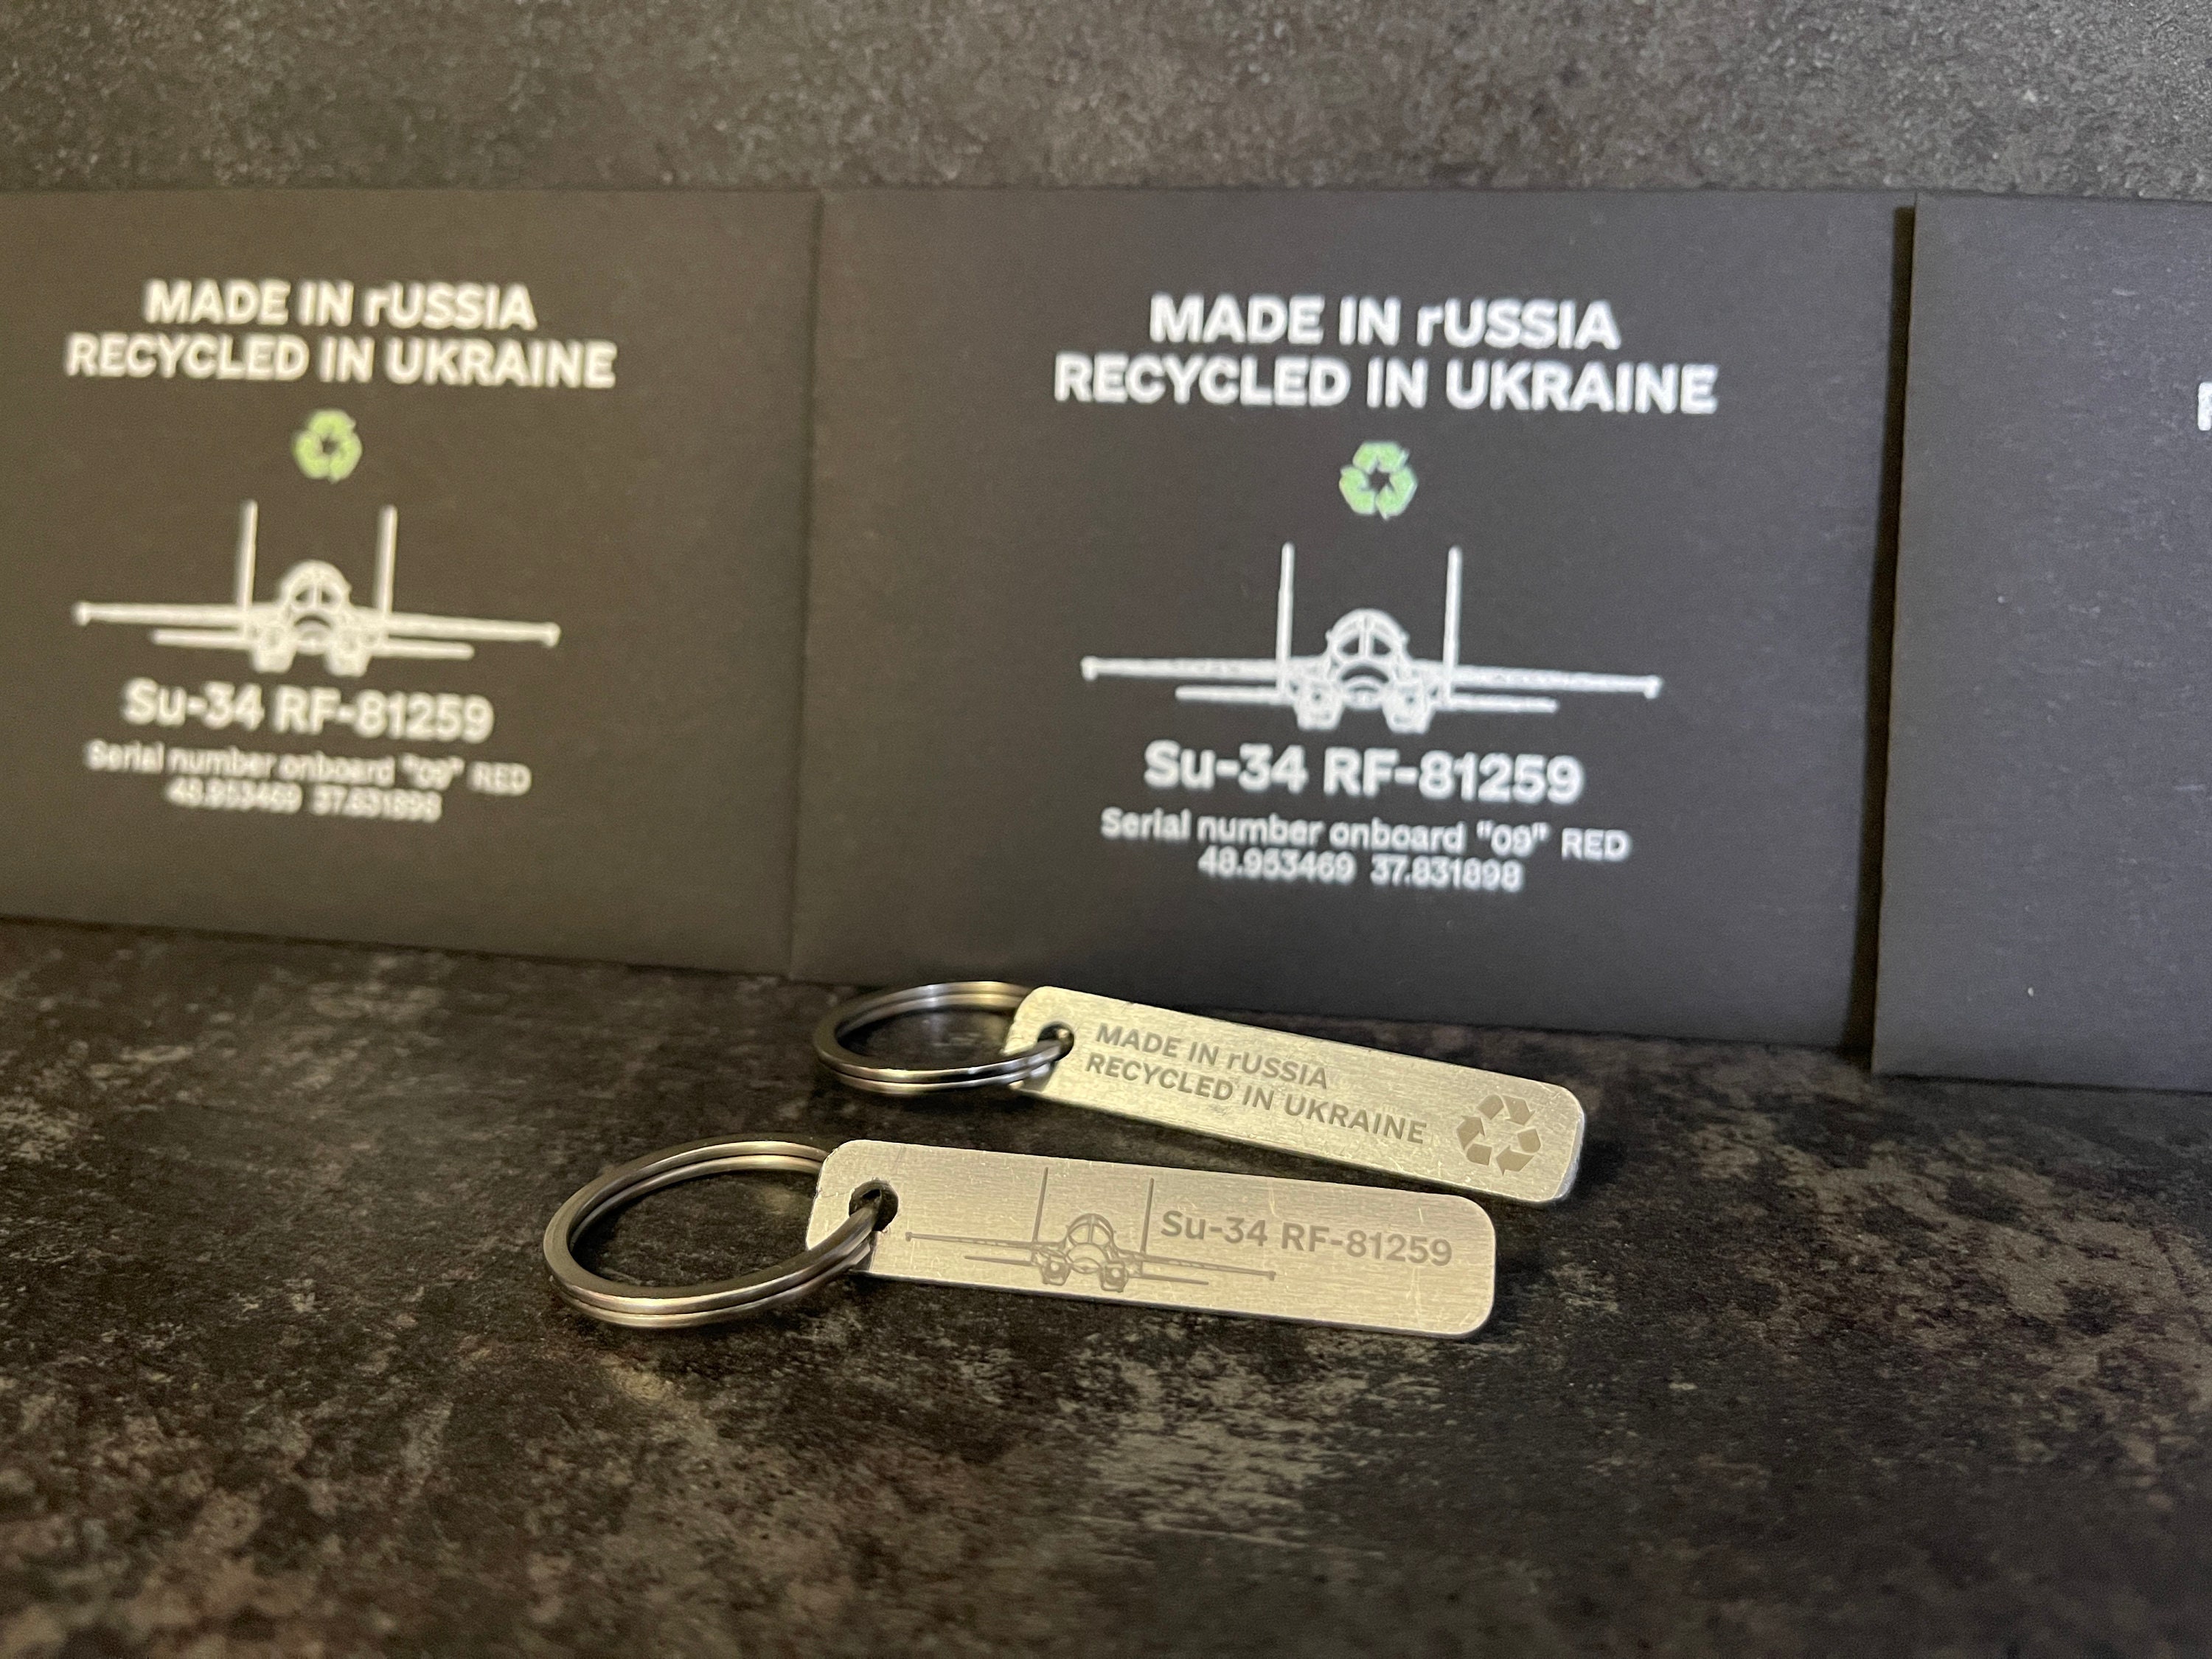 MADE IN rUSSIA
RECYCLED IN UKRAINE
Su-34 RF-81259
Serial number onboard "09" RED
48.953469 37.831898
MADE IN rUSSIA
RECYCLED IN UKRAINE
Su-34 RF-81259
Serial number onboard "09" RED
48.953469 37.831898
MADE IN rUSSIA
RECYCLED IN UKRAINE
Su-34 RF-81259